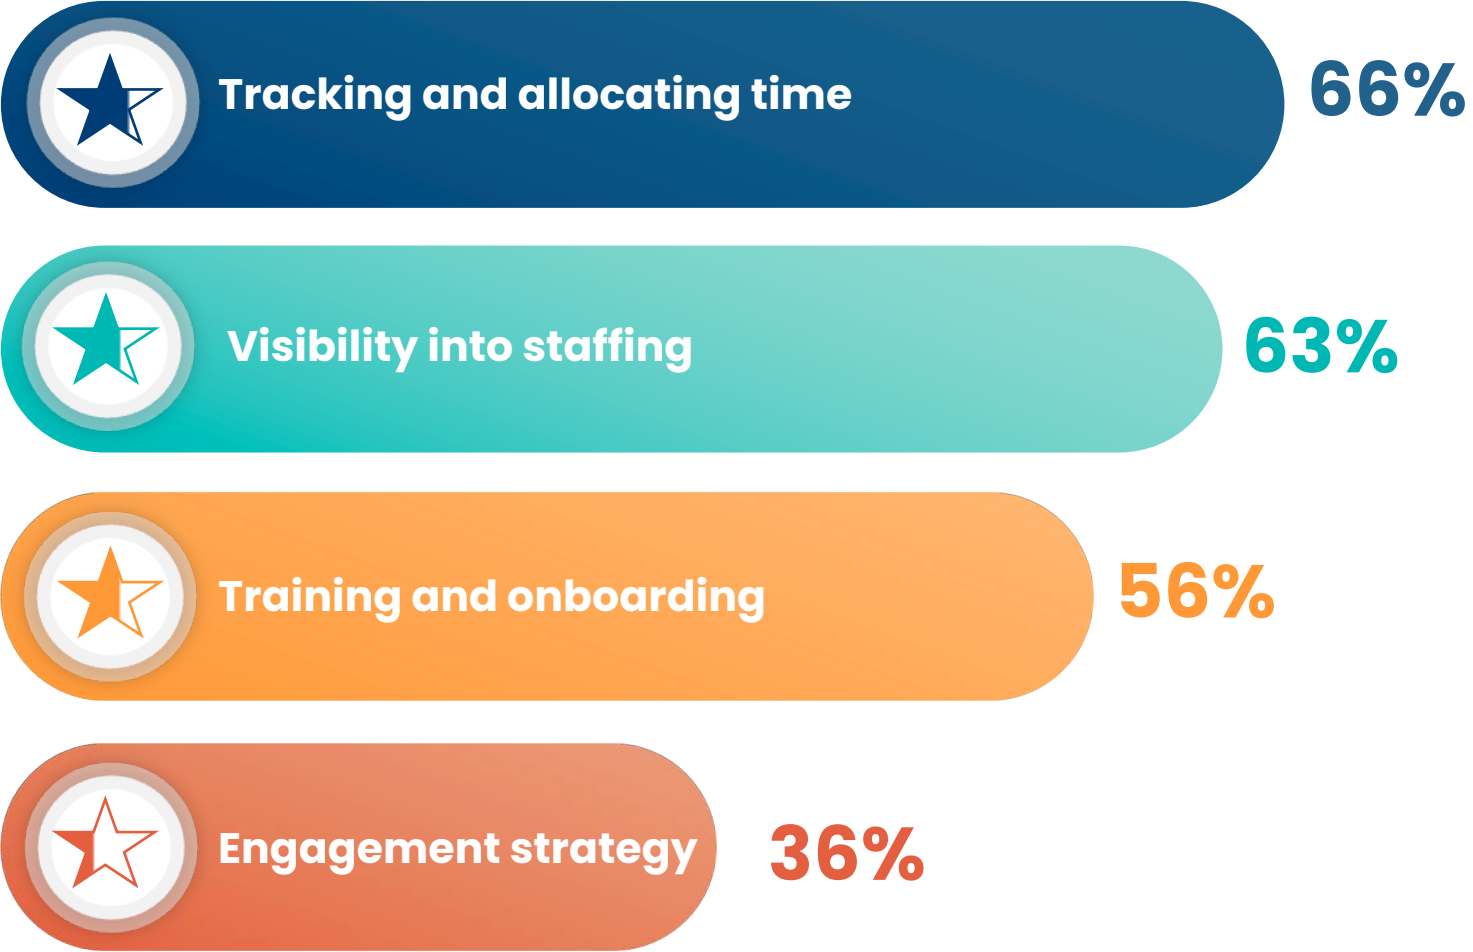 Tracking and allocating time 66%
Visibility into staffing 63%
Training and onboarding 56%
Engagement strategy 36%